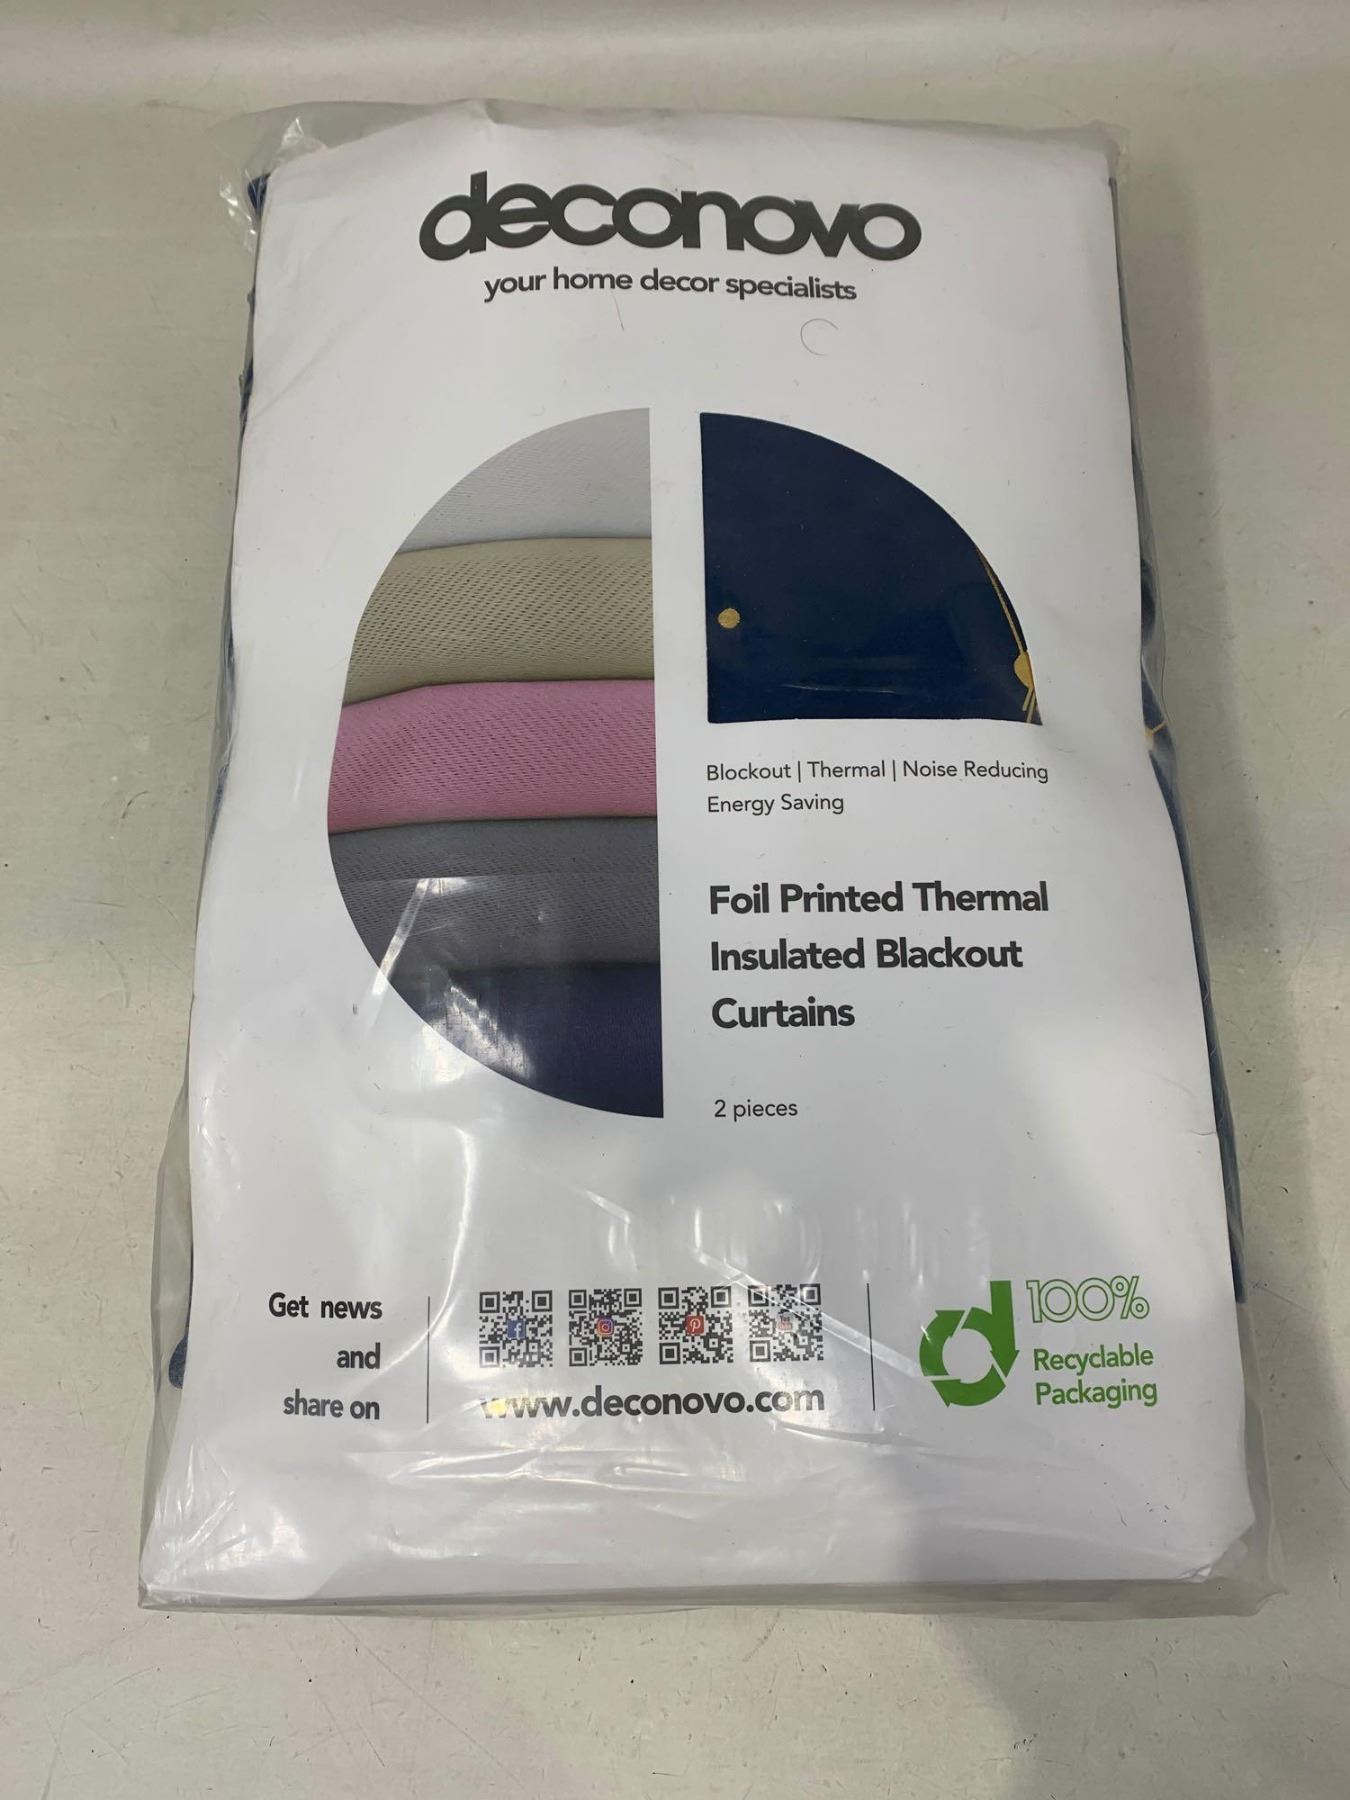 deconovo
your home decor specialists
Blockout | Thermal | Noise Reducing
Energy Saving
Foil Printed Thermal
Insulated Blackout
Curtains
2 pieces
Get news
and
share on
www.deconovo.com
100%
Recyclable
Packaging